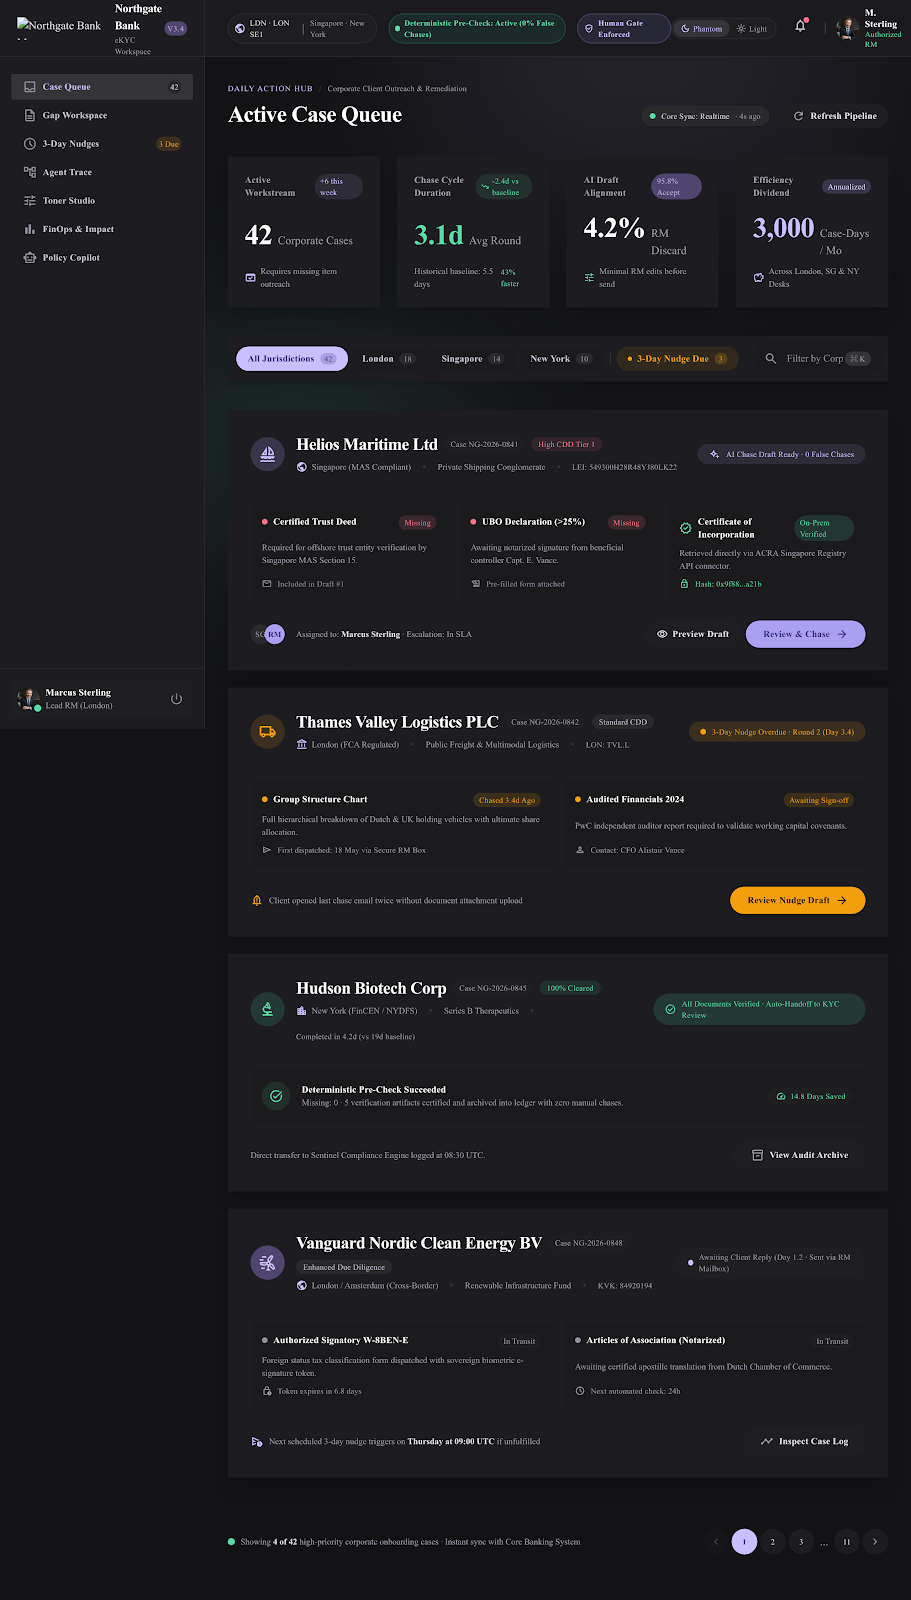 Northgate Bank
Northgate
Bank
eKYC
Workspace
V3.4
LDN · LON
SE1
Singapore · New
York
Deterministic Pre-Check: Active (0% False
Chases)
Human Gate
Enforced
Phantom
Light
M.
Sterling
Authorized
RM
Case Queue
42
Gap Workspace
3-Day Nudges
3 Due
Agent Trace
Toner Studio
FinOps & Impact
Policy Copilot
Marcus Sterling
Lead RM (London)
DAILY ACTION HUB / Corporate Client Outreach & Remediation
Active Case Queue
Core Sync: Realtime · 4s ago
Refresh Pipeline
Active
Workstream
+6 this
week
42 Corporate Cases
Requires missing item
outreach
Chase Cycle
Duration
-2.4d vs
baseline
3.1d Avg Round
Historical baseline: 5.5
days
43%
faster
AI Draft
Alignment
95.8%
Accept
4.2% RM
Discard
Minimal RM edits before
send
Efficiency
Dividend
Annualized
3,000 Case-Days
/ Mo
Across London, SG & NY
Desks
All Jurisdictions 42
London 18
Singapore 14
New York 10
3-Day Nudge Due 3
Filter by Corp
⌘K
Helios Maritime Ltd
Case NG-2026-0841
High CDD Tier 1
Singapore (MAS Compliant) • Private Shipping Conglomerate • LEI: 549300H28R48YJ80LK22
AI Chase Draft Ready · 0 False Chases
Certified Trust Deed
Missing
Required for offshore trust entity verification by
Singapore MAS Section 15.
Included in Draft #1
UBO Declaration (>25%)
Missing
Awaiting notarized signature from beneficial
controller Capt. E. Vance.
Pre-filled form attached
Certificate of
Incorporation
On-Prem
Verified
Retrieved directly via ACRA Singapore Registry
API connector.
Hash: 0x9f88...a21b
SG
RM
Assigned to: Marcus Sterling · Escalation: In SLA
Preview Draft
Review & Chase
Thames Valley Logistics PLC
Case NG-2026-0842
Standard CDD
London (FCA Regulated) • Public Freight & Multimodal Logistics • LON: TVL.L
3-Day Nudge Overdue · Round 2 (Day 3.4)
Group Structure Chart
Chased 3.4d Ago
Full hierarchical breakdown of Dutch & UK holding vehicles with ultimate share
allocation.
First dispatched: 18 May via Secure RM Box
Audited Financials 2024
Awaiting Sign-off
PwC independent auditor report required to validate working capital covenants.
Contact: CFO Alistair Vance
Client opened last chase email twice without document attachment upload
Review Nudge Draft
Hudson Biotech Corp
Case NG-2026-0845
100% Cleared
New York (FinCEN / NYDFS) • Series B Therapeutics •
Completed in 4.2d (vs 19d baseline)
All Documents Verified · Auto-Handoff to KYC
Review
Deterministic Pre-Check Succeeded
Missing: 0 · 5 verification artifacts certified and archived into ledger with zero manual chases.
14.8 Days Saved
Direct transfer to Sentinel Compliance Engine logged at 08:30 UTC.
View Audit Archive
Vanguard Nordic Clean Energy BV
Case NG-2026-0848
Enhanced Due Diligence
London / Amsterdam (Cross-Border) • Renewable Infrastructure Fund • KVK: 84920194
Awaiting Client Reply (Day 1.2 · Sent via RM
Mailbox)
Authorized Signatory W-8BEN-E
In Transit
Foreign status tax classification form dispatched with sovereign biometric e-
signature token.
Token expires in 6.8 days
Articles of Association (Notarized)
In Transit
Awaiting certified apostille translation from Dutch Chamber of Commerce.
Next automated check: 24h
Next scheduled 3-day nudge triggers on Thursday at 09:00 UTC if unfulfilled
Inspect Case Log
Showing 4 of 42 high-priority corporate onboarding cases · Instant sync with Core Banking System
1
2
3
...
11